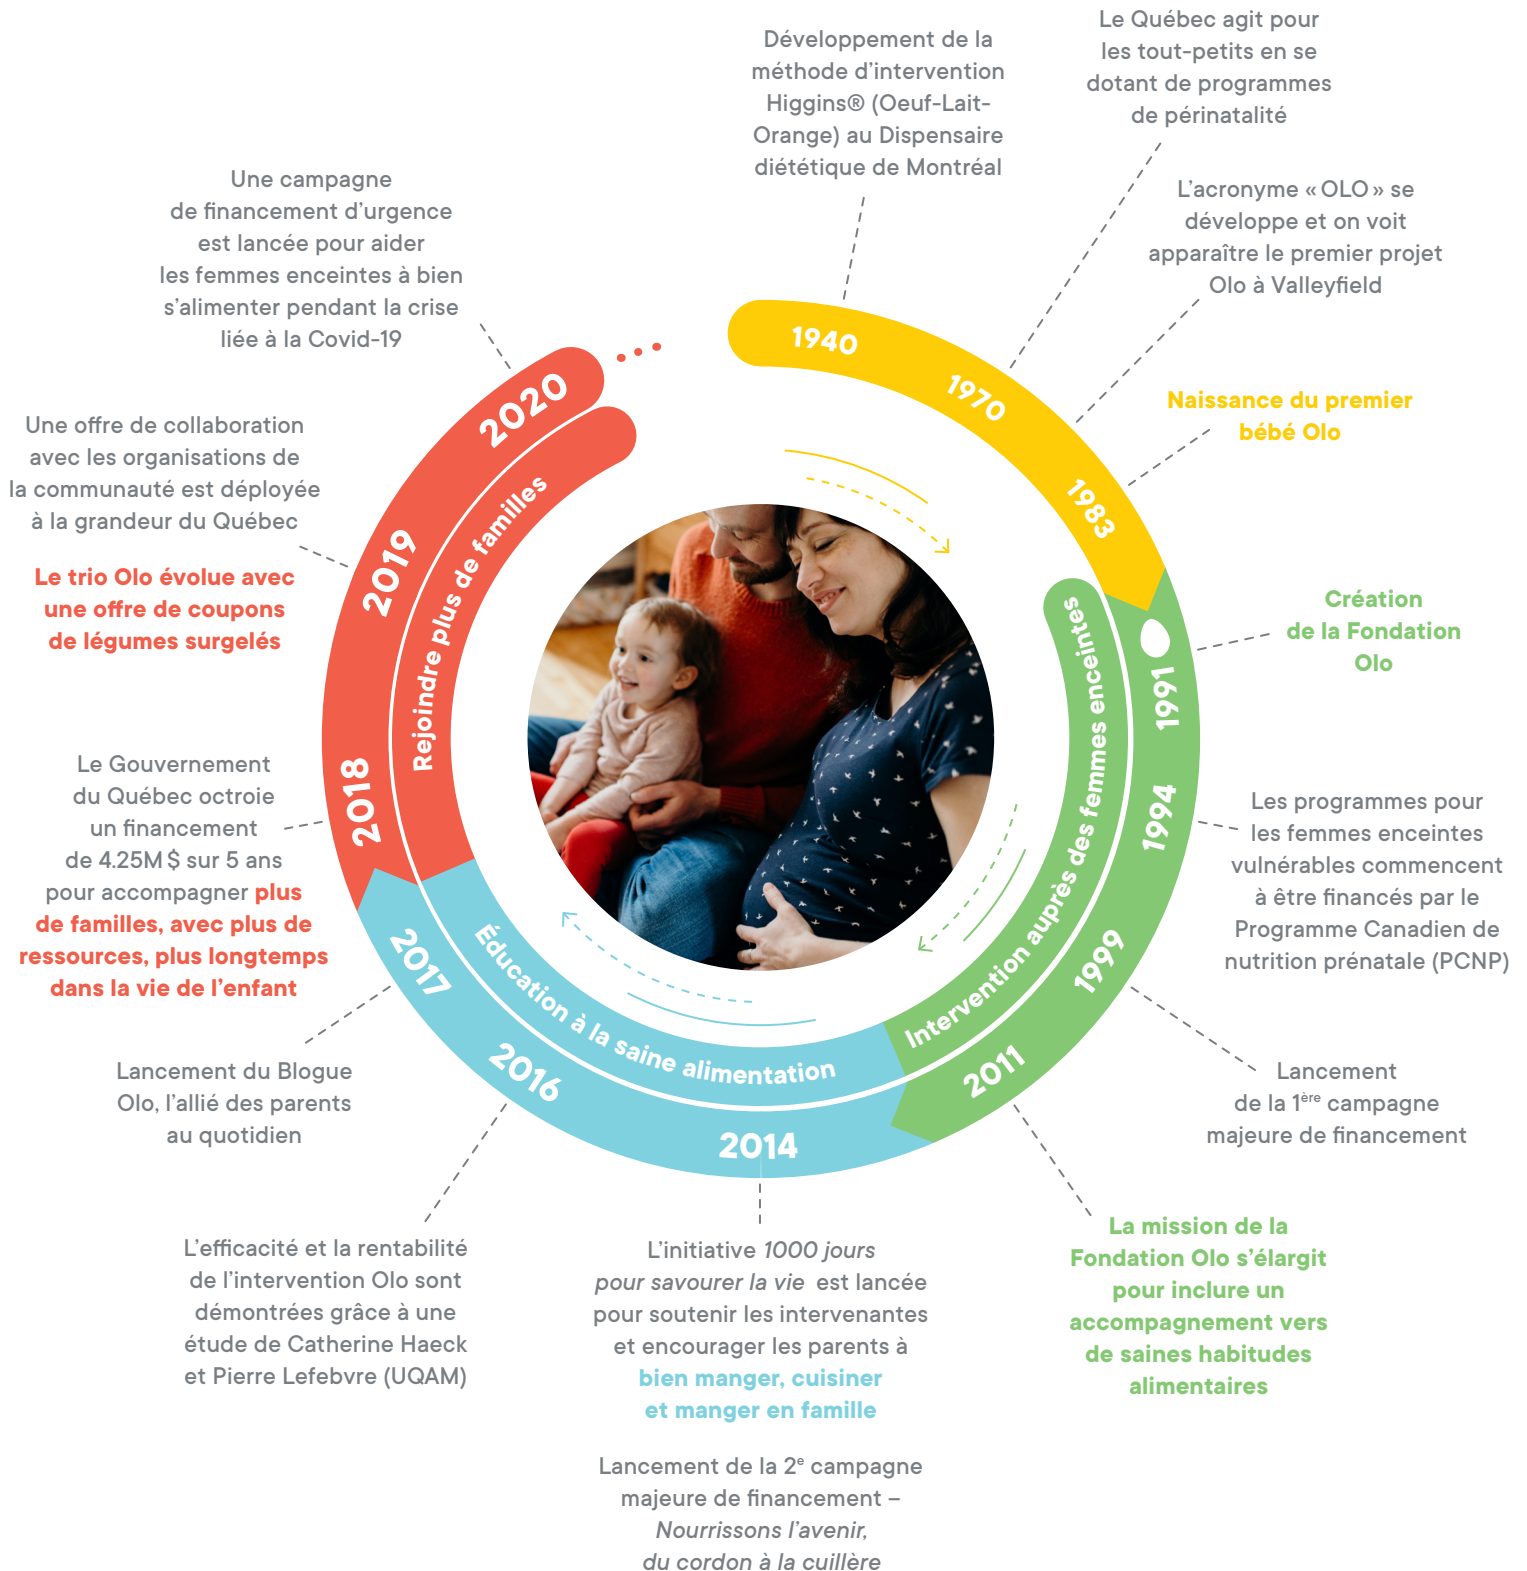 Développement de la
méthode d'intervention
Higgins® (Oeuf-Lait-
Orange) au Dispensaire
diététique de Montréal
Le Québec agit pour
les tout-petits en se
dotant de programmes
de périnatalité
L'acronyme « OLO » se
développe et on voit
apparaître le premier projet
Olo à Valleyfield
Naissance du premier
bébé Olo
Création
de la Fondation
Olo
Les programmes pour
les femmes enceintes
vulnérables commencent
à être financés par le
Programme Canadien de
nutrition prénatale (PCNP)
Lancement
de la 1ère campagne
majeure de financement
La mission de la
Fondation Olo s'élargit
pour inclure un
accompagnement vers
de saines habitudes
alimentaires
L'initiative 1000 jours
pour savourer la vie est lancée
pour soutenir les intervenantes
et encourager les parents à
bien manger, cuisiner
et manger en famille
Lancement de la 2e campagne
majeure de financement –
Nourrissons l'avenir,
du cordon à la cuillère
L'efficacité et la rentabilité
de l'intervention Olo sont
démontrées grâce à une
étude de Catherine Haeck
et Pierre Lefebvre (UQAM)
Lancement du Blogue
Olo, l'allié des parents
au quotidien
Le Gouvernement
du Québec octroie
un financement
de 4.25M $ sur 5 ans
pour accompagner plus
de familles, avec plus de
ressources, plus longtemps
dans la vie de l'enfant
Une offre de collaboration
avec les organisations de
la communauté est déployée
à la grandeur du Québec
Le trio Olo évolue avec
une offre de coupons
de légumes surgelés
Une campagne
de financement d'urgence
est lancée pour aider
les femmes enceintes à bien
s'alimenter pendant la crise
liée à la Covid-19
1940
1970
1983
1991
1994
1999
2011
2014
2016
2017
2018
2019
2020
Intervention auprès des femmes enceintes
Éducation à la saine alimentation
Rejoindre plus de familles